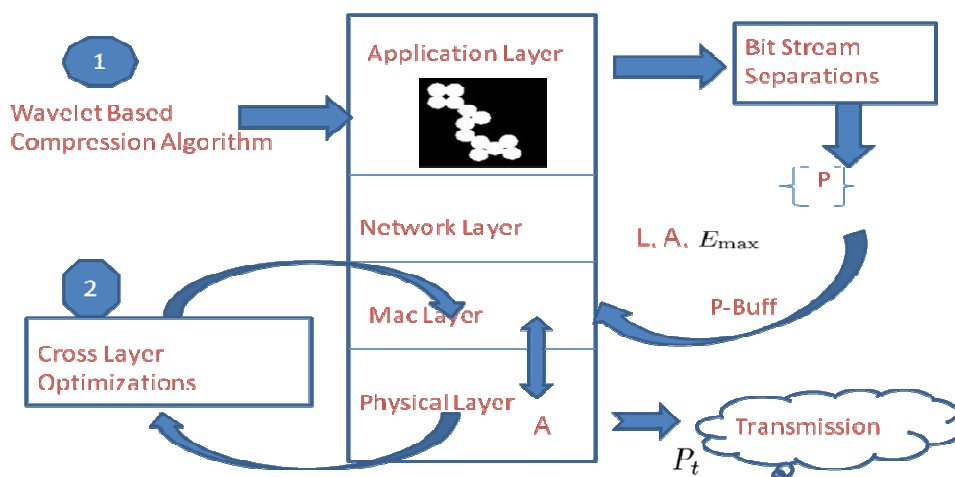 1
Wavelet Based
Compression Algorithm
Application Layer
Bit Stream
Separations
P
Network Layer
L, A, E_max
P-Buff
2
Mac Layer
Cross Layer
Optimizations
Physical Layer
A
P_t
Transmission